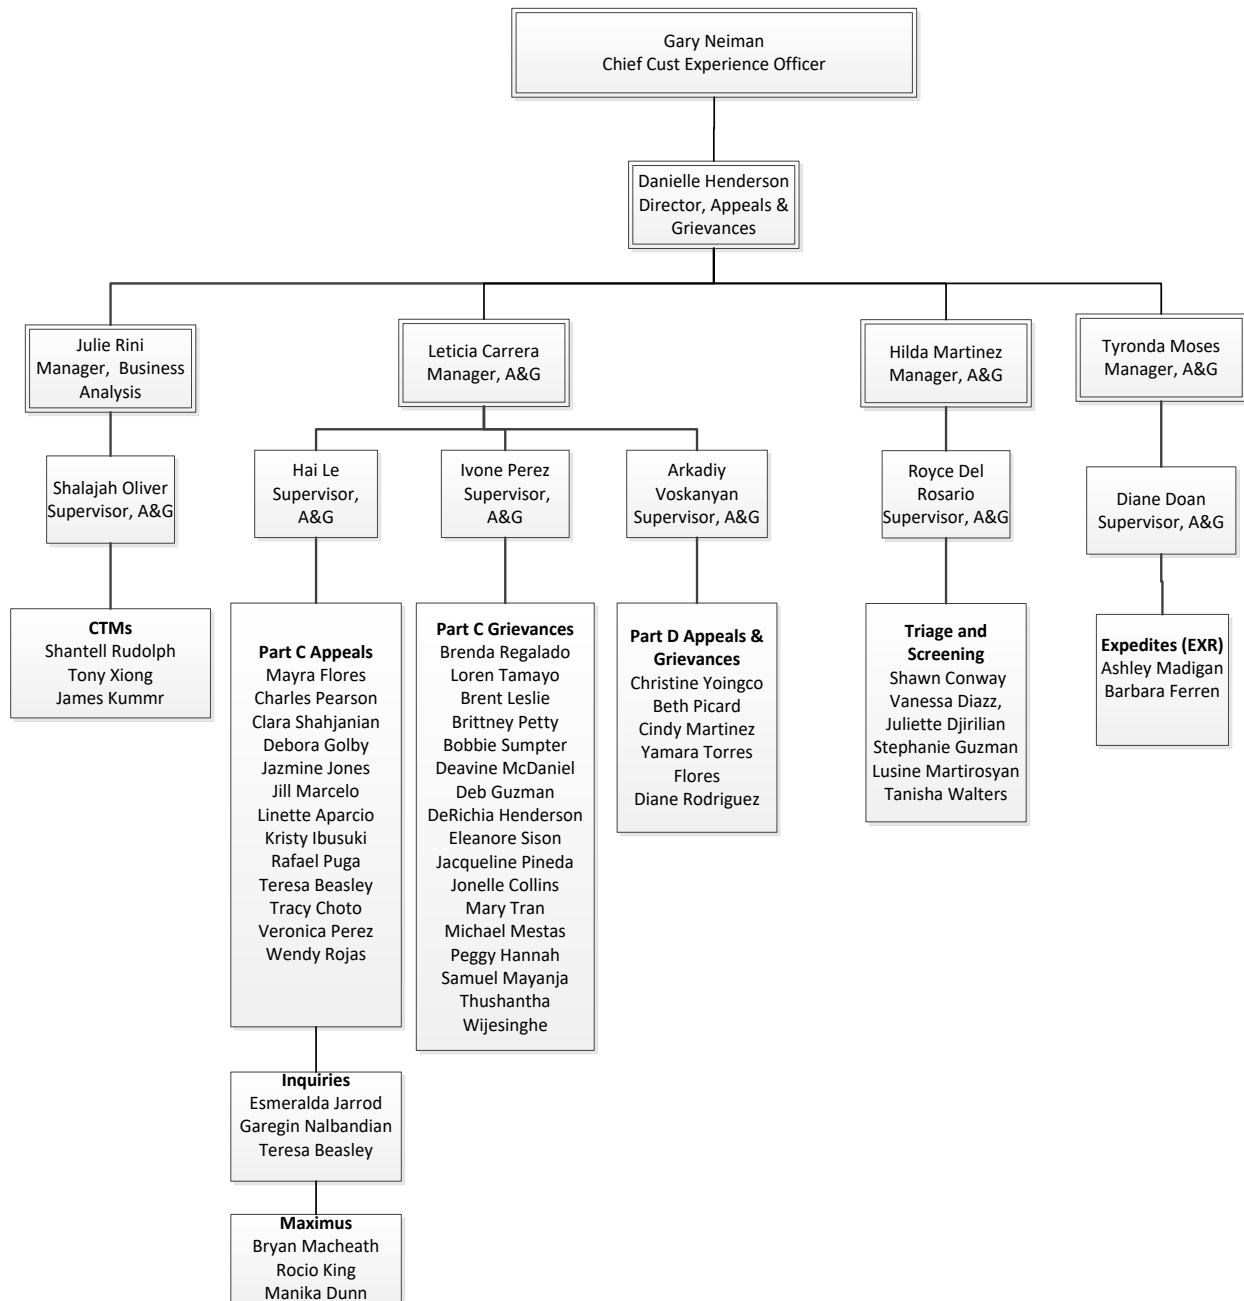 Gary Neiman
Chief Cust Experience Officer
Danielle Henderson
Director, Appeals &
Grievances
Julie Rini
Manager,  Business
Analysis
Leticia Carrera
Manager, A&G
Hilda Martinez
Manager, A&G
Tyronda Moses
Manager, A&G
Shalajah Oliver
Supervisor, A&G
Hai Le
Supervisor,
A&G
Ivone Perez
Supervisor,
A&G
Arkadiy
Voskanyan
Supervisor, A&G
Royce Del
Rosario
Supervisor, A&G
Diane Doan
Supervisor, A&G
CTMs
Shantell Rudolph
Tony Xiong
James Kummr
Part C Appeals
Mayra Flores
Charles Pearson
Clara Shahjanian
Debora Golby
Jazmine Jones
Jill Marcelo
Linette Aparcio
Kristy Ibusuki
Rafael Puga
Teresa Beasley
Tracy Choto
Veronica Perez
Wendy Rojas
Part C Grievances
Brenda Regalado
Loren Tamayo
Brent Leslie
Brittney Petty
Bobbie Sumpter
Deavine McDaniel
Deb Guzman
DeRichia Henderson
Eleanore Sison
Jacqueline Pineda
Jonelle Collins
Mary Tran
Michael Mestas
Peggy Hannah
Samuel Mayanja
Thushantha
Wijesinghe
Part D Appeals &
Grievances
Christine Yoingco
Beth Picard
Cindy Martinez
Yamara Torres
Flores
Diane Rodriguez
Triage and
Screening
Shawn Conway
Vanessa Diazz,
Juliette Djirilian
Stephanie Guzman
Lusine Martirosyan
Tanisha Walters
Expedites (EXR)
Ashley Madigan
Barbara Ferren
Inquiries
Esmeralda Jarrod
Garegin Nalbandian
Teresa Beasley
Maximus
Bryan Macheath
Rocio King
Manika Dunn